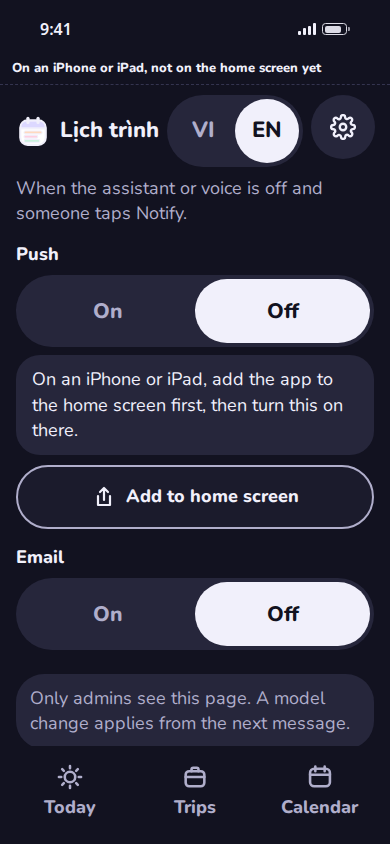 9:41
On an iPhone or iPad, not on the home screen yet
Lịch trình
VI
EN
When the assistant or voice is off and
someone taps Notify.
Push
On
Off
On an iPhone or iPad, add the app to
the home screen first, then turn this on
there.
Add to home screen
Email
On
Off
Only admins see this page. A model
change applies from the next message.
Today
Trips
Calendar